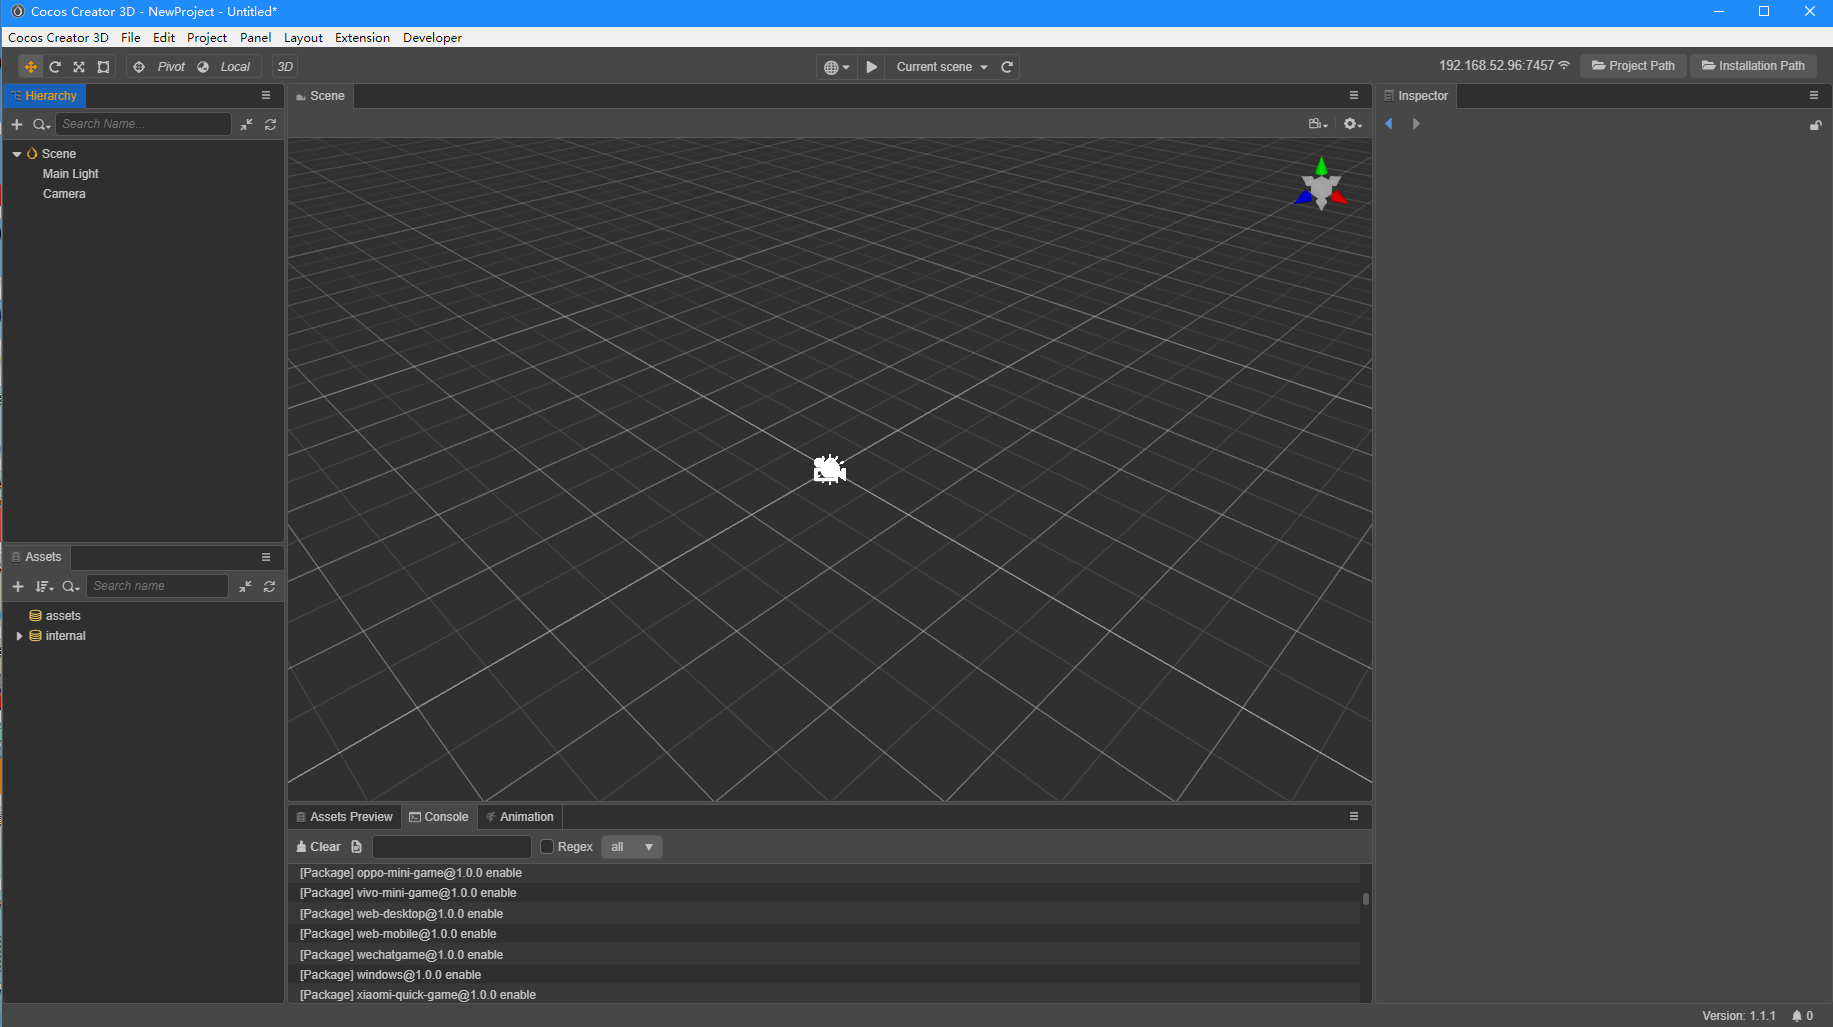 Cocos Creator 3D - NewProject - Untitled*
Cocos Creator 3D File Edit Project Panel Layout Extension Developer
Pivot Local 3D Current scene 192.168.52.96:7457 Project Path Installation Path
Hierarchy
Search Name...
Scene
Main Light
Camera
Assets
Search name
assets
internal
Scene
Assets Preview Console Animation
Clear Regex all
[Package] oppo-mini-game@1.0.0 enable
[Package] vivo-mini-game@1.0.0 enable
[Package] web-desktop@1.0.0 enable
[Package] web-mobile@1.0.0 enable
[Package] wechatgame@1.0.0 enable
[Package] windows@1.0.0 enable
[Package] xiaomi-quick-game@1.0.0 enable
Inspector
Version: 1.1.1 0